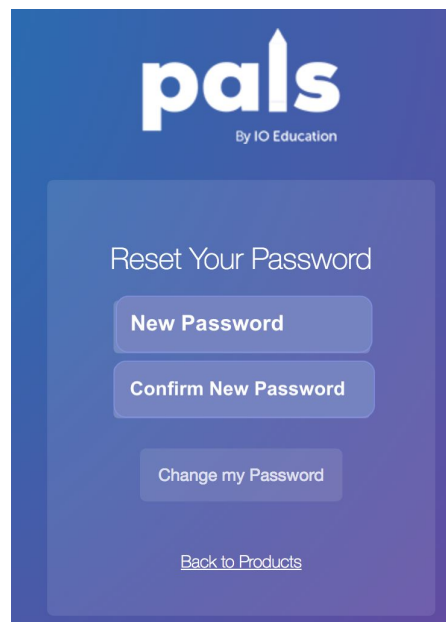 pals
By IO Education
Reset Your Password
New Password
Confirm New Password
Change my Password
Back to Products